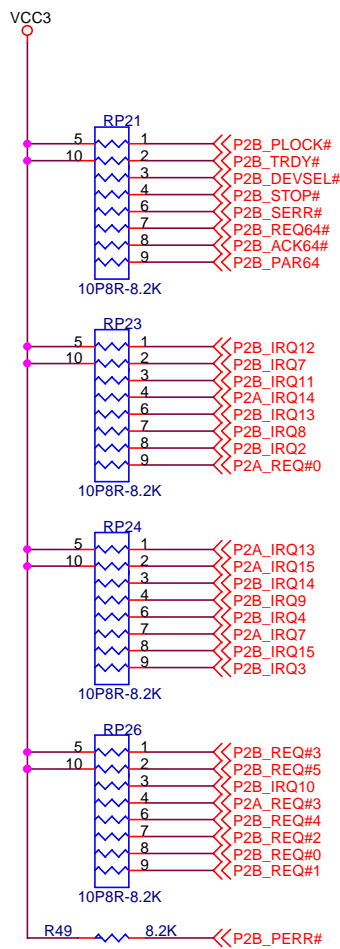 VCC3
RP21
5 1 P2B_PLOCK#
10 2 P2B_TRDY#
3 P2B_DEVSEL#
4 P2B_STOP#
6 P2B_SERR#
7 P2B_REQ64#
8 P2B_ACK64#
9 P2B_PAR64
10P8R-8.2K
RP23
5 1 P2B_IRQ12
10 2 P2B_IRQ7
3 P2B_IRQ11
4 P2A_IRQ14
6 P2B_IRQ13
7 P2B_IRQ8
8 P2B_IRQ2
9 P2A_REQ#0
10P8R-8.2K
RP24
5 1 P2A_IRQ13
10 2 P2A_IRQ15
3 P2B_IRQ14
4 P2B_IRQ9
6 P2B_IRQ4
7 P2A_IRQ7
8 P2B_IRQ15
9 P2B_IRQ3
10P8R-8.2K
RP26
5 1 P2B_REQ#3
10 2 P2B_REQ#5
3 P2B_IRQ10
4 P2A_REQ#3
6 P2B_REQ#4
7 P2B_REQ#2
8 P2B_REQ#0
9 P2B_REQ#1
10P8R-8.2K
R49 8.2K P2B_PERR#